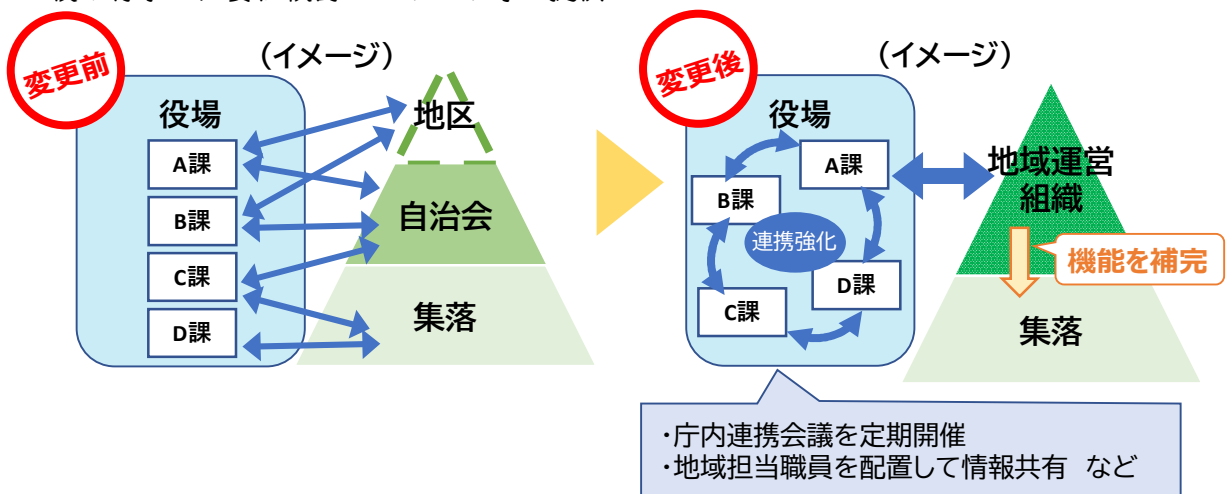 変更前
(イメージ)
役場
A課
B課
C課
D課
地区
自治会
集落
変更後
(イメージ)
役場
A課
B課
連携強化
D課
C課
地域運営
組織
機能を補完
集落
・庁内連携会議を定期開催
・地域担当職員を配置して情報共有 など